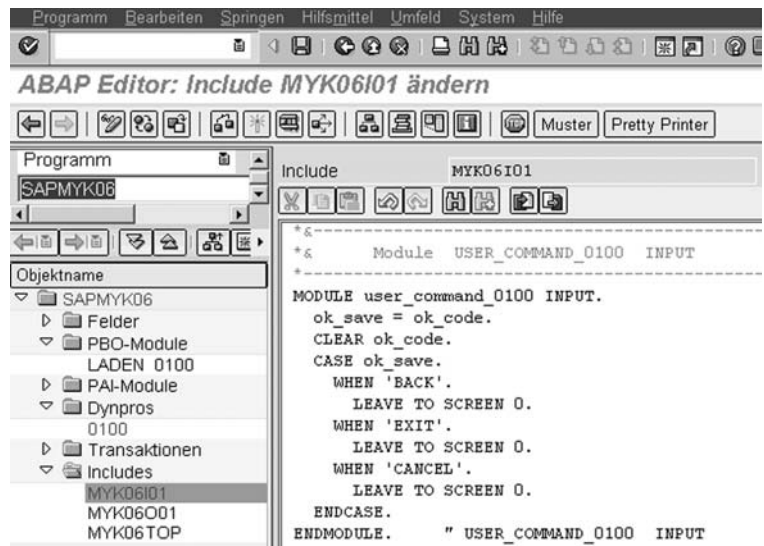 Programm Bearbeiten Springen Hilfsmittel Umfeld System Hilfe
ABAP Editor: Include MYK06I01 ändern
Muster Pretty Printer
Programm
SAPMYK06
Objektname
SAPMYK06
Felder
PBO-Module
LADEN_0100
PAI-Module
Dynpros
0100
Transaktionen
Includes
MYK06I01
MYK06O01
MYK06TOP
Include MYK06I01
*&---------------------------------------------------------
*& Module USER_COMMAND_0100 INPUT
*----------------------------------------------------------
MODULE user_command_0100 INPUT.
ok_save = ok_code.
CLEAR ok_code.
CASE ok_save.
WHEN 'BACK'.
LEAVE TO SCREEN 0.
WHEN 'EXIT'.
LEAVE TO SCREEN 0.
WHEN 'CANCEL'.
LEAVE TO SCREEN 0.
ENDCASE.
ENDMODULE. " USER_COMMAND_0100 INPUT